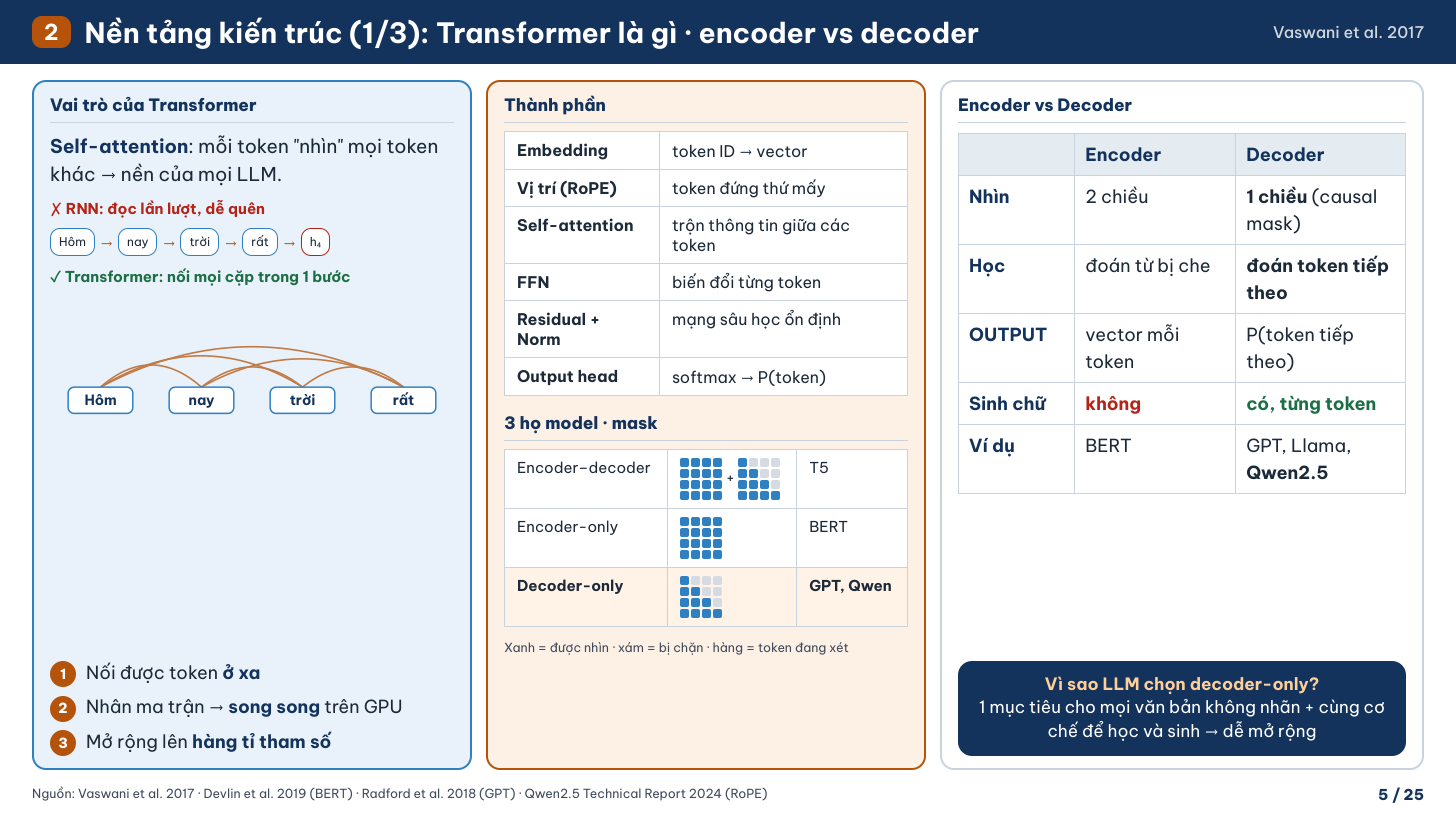 2
Nền tảng kiến trúc (1/3): Transformer là gì · encoder vs decoder
Vaswani et al. 2017
Vai trò của Transformer
Self-attention: mỗi token "nhìn" mọi token
khác → nền của mọi LLM.
✗ RNN: đọc lần lượt, dễ quên
Hôm → nay → trời → rất → h₄
✓ Transformer: nối mọi cặp trong 1 bước
Hôm nay trời rất
1 Nối được token ở xa
2 Nhân ma trận → song song trên GPU
3 Mở rộng lên hàng tỉ tham số
Thành phần
Embedding token ID → vector
Vị trí (RoPE) token đứng thứ mấy
Self-attention trộn thông tin giữa các
token
FFN biến đổi từng token
Residual + mạng sâu học ổn định
Norm
Output head softmax → P(token)
3 họ model · mask
Encoder-decoder + T5
Encoder-only BERT
Decoder-only GPT, Qwen
Xanh = được nhìn · xám = bị chặn · hàng = token đang xét
Encoder vs Decoder
Encoder Decoder
Nhìn 2 chiều 1 chiều (causal
mask)
Học đoán từ bị che đoán token tiếp
theo
OUTPUT vector mỗi P(token tiếp
token theo)
Sinh chữ không có, từng token
Ví dụ BERT GPT, Llama,
Qwen2.5
Vì sao LLM chọn decoder-only?
1 mục tiêu cho mọi văn bản không nhãn + cùng cơ
chế để học và sinh → dễ mở rộng
Nguồn: Vaswani et al. 2017 · Devlin et al. 2019 (BERT) · Radford et al. 2018 (GPT) · Qwen2.5 Technical Report 2024 (RoPE)
5 / 25